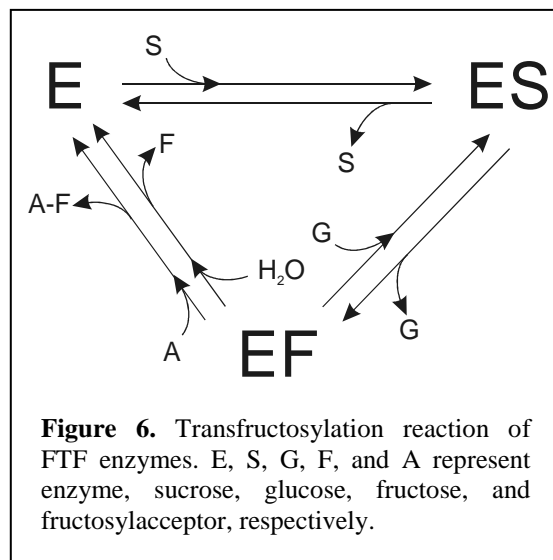 S
E ES
S
F
A-F
G
H₂O
G
A
EF
Figure 6. Transfructosylation reaction of
FTF enzymes. E, S, G, F, and A represent
enzyme, sucrose, glucose, fructose, and
fructosylacceptor, respectively.